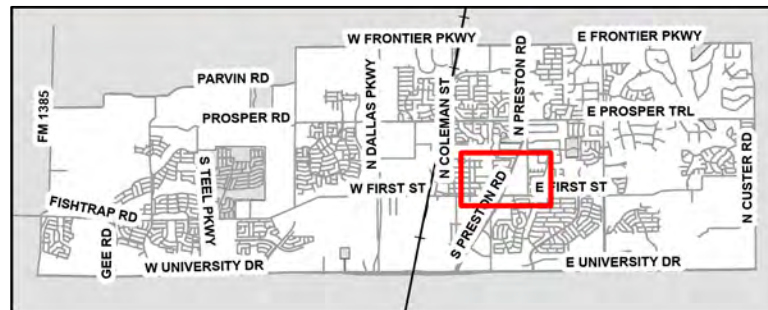 W FRONTIER PKWY
E FRONTIER PKWY
PARVIN RD
N DALLAS PKWY
N COLEMAN ST
N PRESTON RD
FM 1385
PROSPER RD
E PROSPER TRL
S TEEL PKWY
W FIRST ST
S PRESTON RD
E FIRST ST
N CUSTER RD
FISHTRAP RD
GEE RD
W UNIVERSITY DR
E UNIVERSITY DR